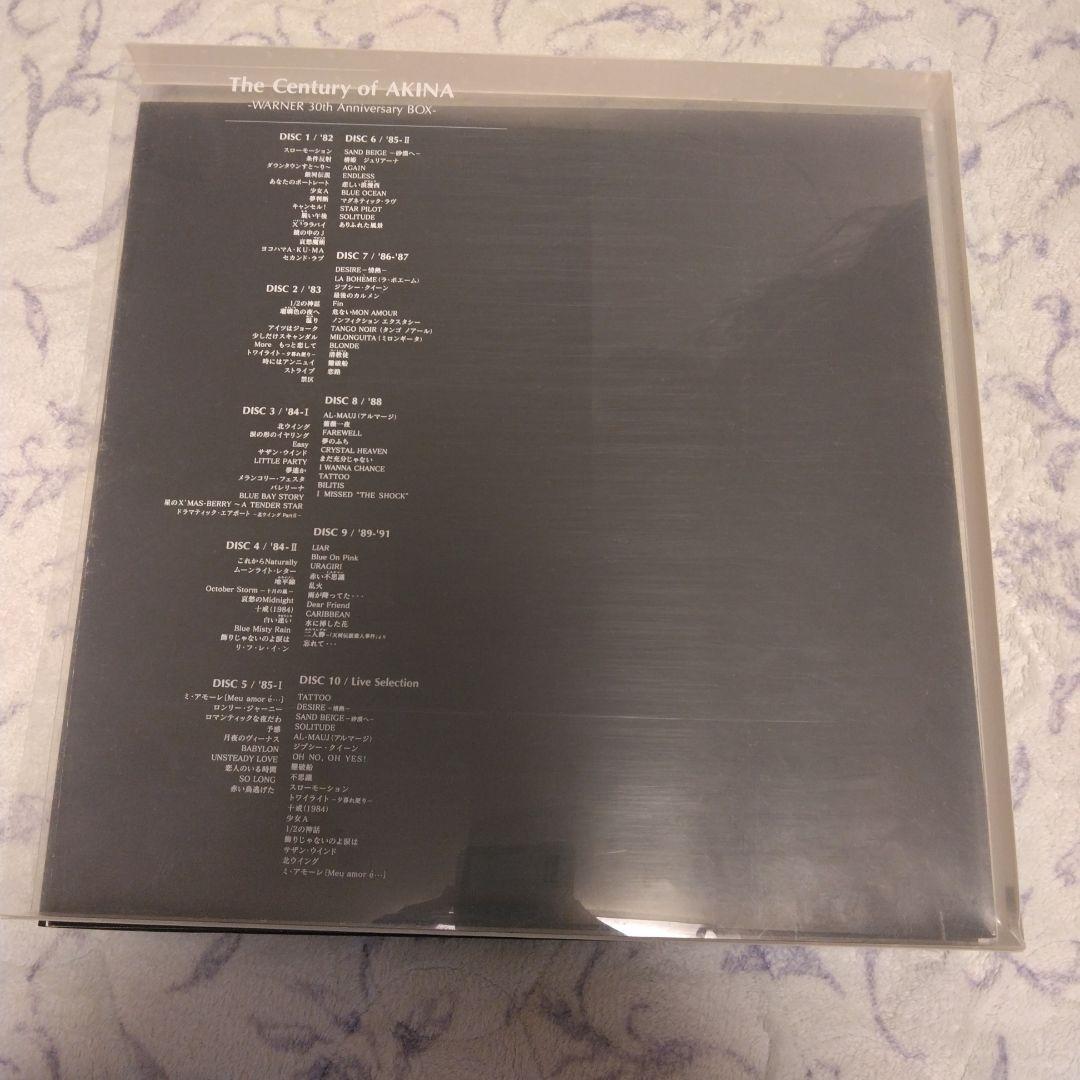 The Century of AKINA
-WARNER 30th Anniversary BOX-
DISC 1 / '82
スローモーション
条件反射
ダウンタウンすと〜り〜
銀河伝説
あなたのポートレート
少女A
夢判断
キャンセル!
脆い午後
X³ララバイ
鏡の中のJ
哀愁魔術
ヨコハマA・KU・MA
セカンド・ラブ
DISC 2 / '83
1/2の神話
瑠璃色の夜へ
温り
アイツはジョーク
少しだけスキャンダル
More もっと恋して
トワイライト −夕暮れ便り−
時にはアンニュイ
ストライプ
禁区
DISC 3 / '84-I
北ウイング
涙の形のイヤリング
Easy
サザン・ウインド
LITTLE PARTY
夢遥か
メランコリー・フェスタ
バレリーナ
BLUE BAY STORY
星のX'MAS-BERRY 〜A TENDER STAR
ドラマティック・エアポート −北ウイング Part II−
DISC 4 / '84-II
これからNaturally
ムーンライト・レター
地平線
October Storm −十月の嵐−
哀愁のMidnight
十戒(1984)
白い迷い
Blue Misty Rain
飾りじゃないのよ涙は
リ・フ・レ・イ・ン
DISC 5 / '85-I
ミ・アモーレ[Meu amor é…]
ロンリー・ジャーニー
ロマンティックな夜だわ
予感
月夜のヴィーナス
BABYLON
UNSTEADY LOVE
恋人のいる時間
SO LONG
赤い鳥逃げた
DISC 6 / '85-II
SAND BEIGE −砂漠へ−
椿姫 ジュリアーナ
AGAIN
ENDLESS
悲しい浪漫西
BLUE OCEAN
マグネティック・ラヴ
STAR PILOT
SOLITUDE
ありふれた風景
DISC 7 / '86-'87
DESIRE −情熱−
LA BOHÈME(ラ・ボエーム)
ジプシー・クイーン
最後のカルメン
Fin
危ないMON AMOUR
ノンフィクション エクスタシー
TANGO NOIR (タンゴ ノアール)
MILONGUITA (ミロンギータ)
BLONDE
清教徒
難破船
恋路
DISC 8 / '88
AL-MAUJ(アルマージ)
薔薇一夜
FAREWELL
夢のふち
CRYSTAL HEAVEN
まだ充分じゃない
I WANNA CHANCE
TATTOO
BILITIS
I MISSED "THE SHOCK"
DISC 9 / '89-'91
LIAR
Blue On Pink
URAGIRI
赤い不思議
乱火
雨が降ってた・・・
Dear Friend
CARIBBEAN
水に挿した花
二人静 −「天河伝説殺人事件」より
忘れて・・・
DISC 10 / Live Selection
TATTOO
DESIRE −情熱−
SAND BEIGE −砂漠へ−
SOLITUDE
AL-MAUJ(アルマージ)
ジプシー・クイーン
OH NO, OH YES!
難破船
不思議
スローモーション
トワイライト −夕暮れ便り−
十戒(1984)
少女A
1/2の神話
飾りじゃないのよ涙は
サザン・ウインド
北ウイング
ミ・アモーレ[Meu amor é…]